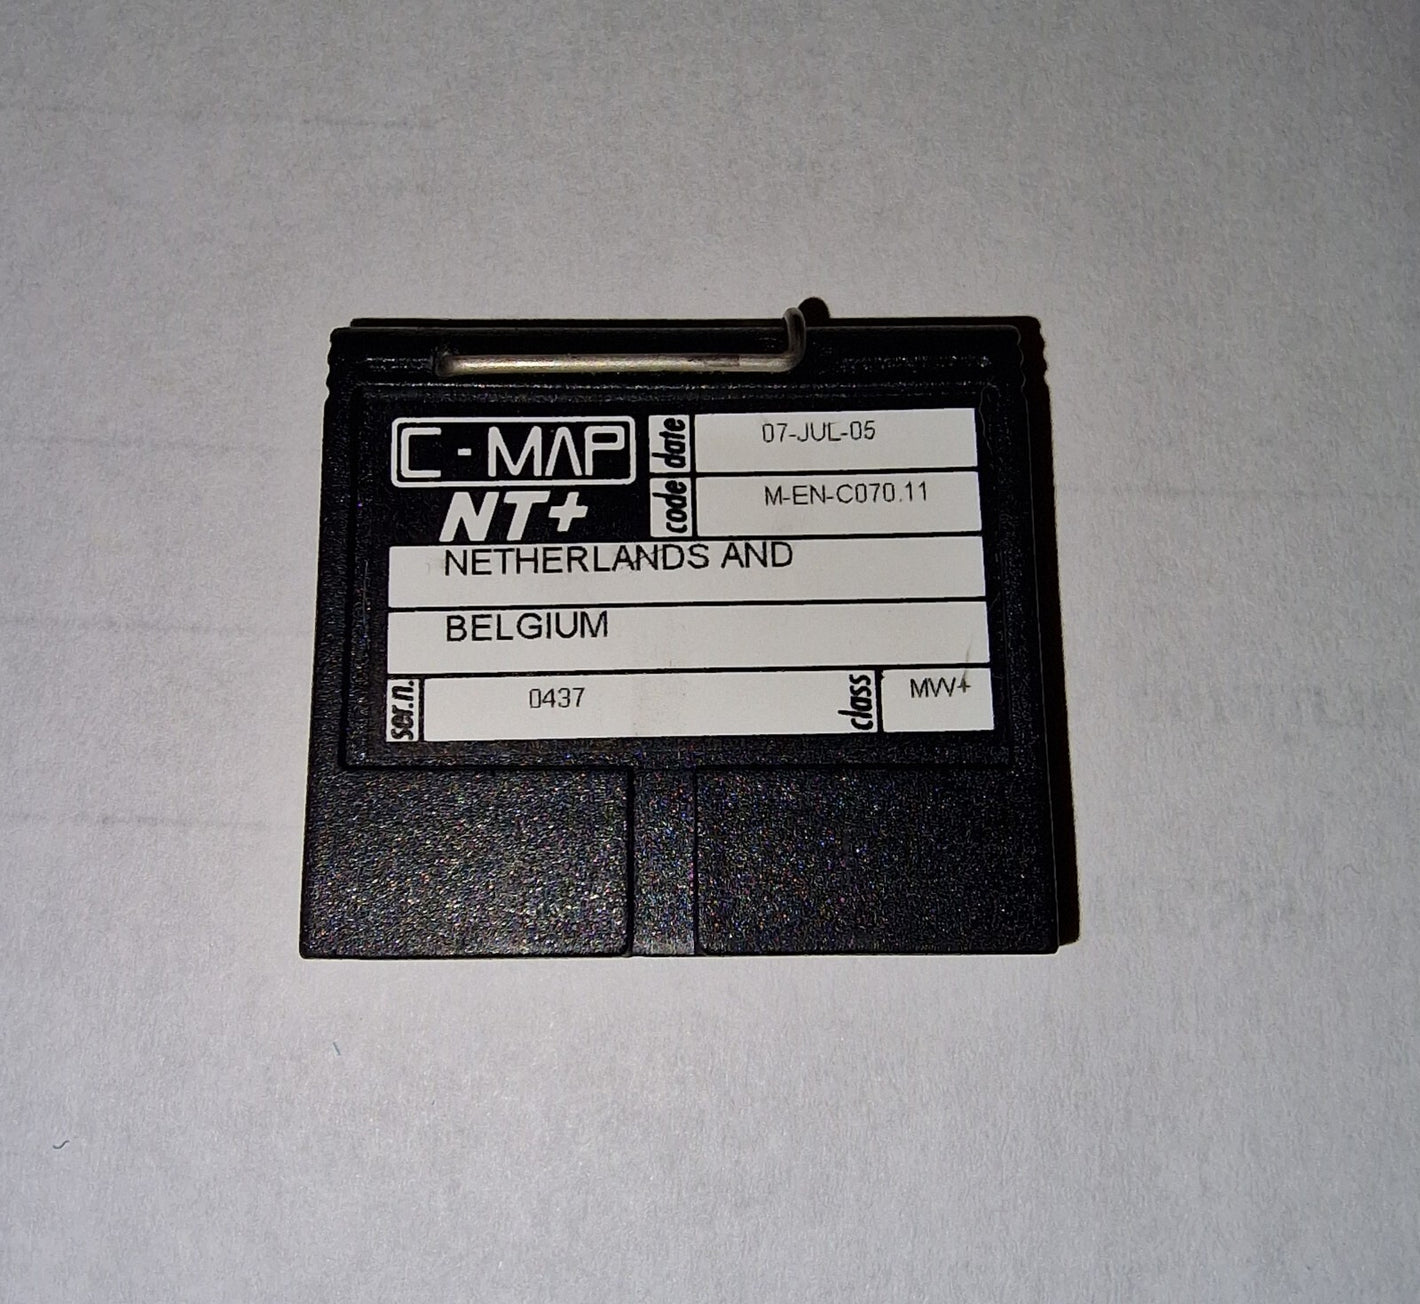 C-MAP
NT+
date 07-JUL-05
code M-EN-C070.11
NETHERLANDS AND
BELGIUM
ser.n. 0437
class MW+